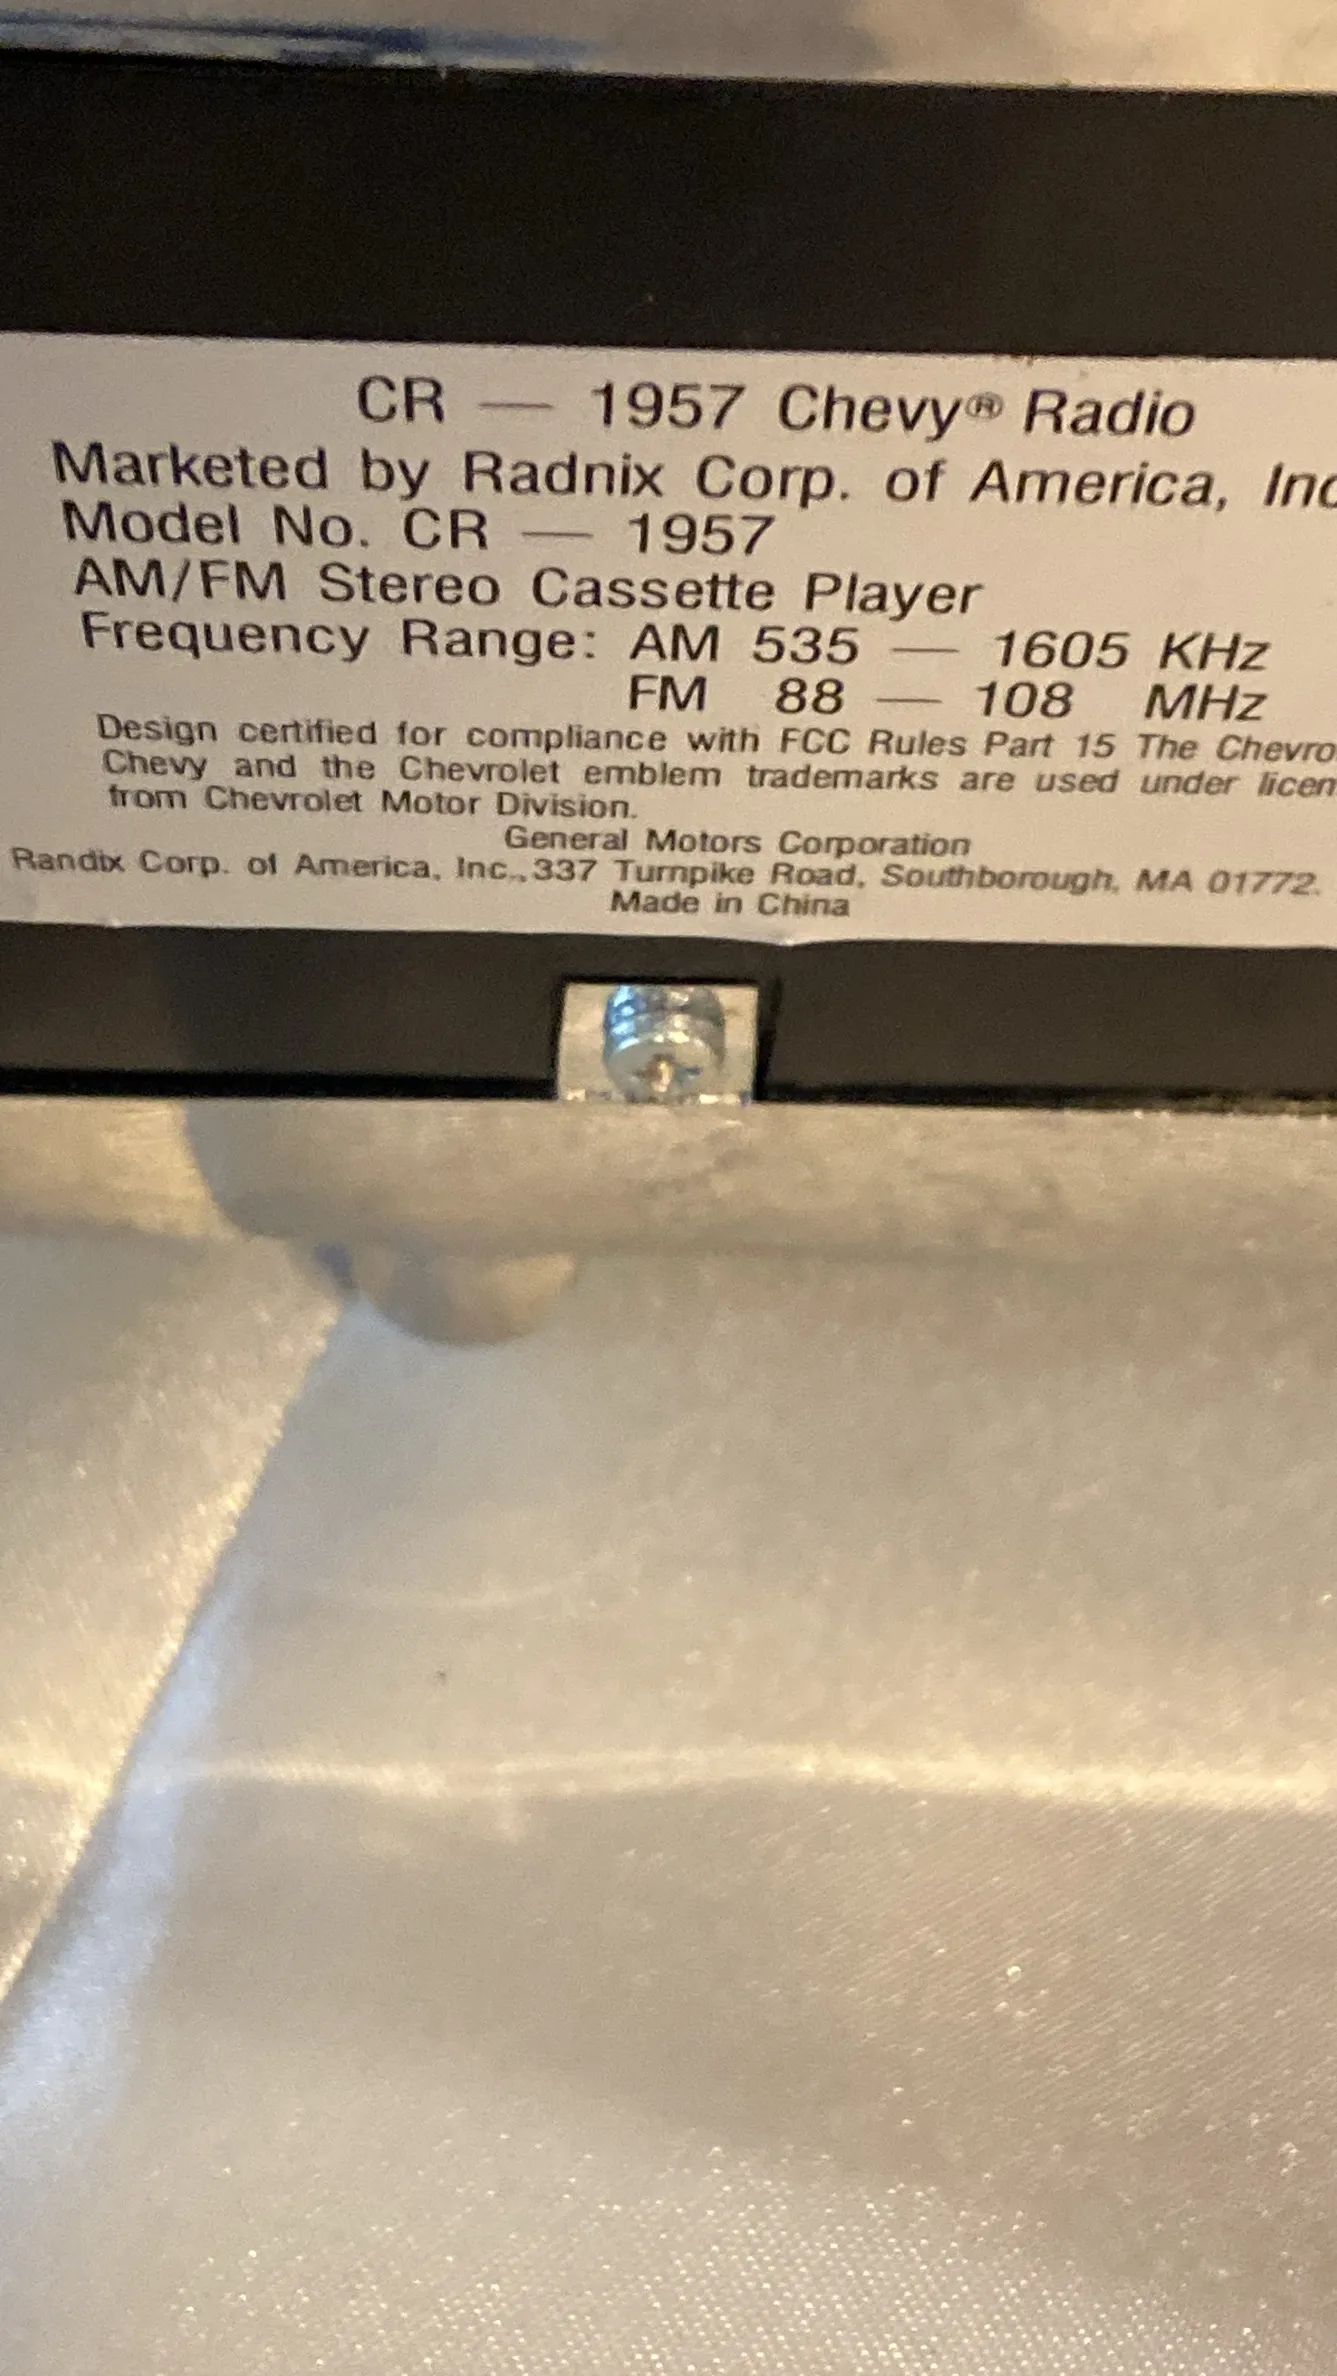 CR — 1957 Chevy® Radio
Marketed by Radnix Corp. of America, Inc
Model No. CR — 1957
AM/FM Stereo Cassette Player
Frequency Range: AM 535 — 1605 KHz
FM 88 — 108 MHz
Design certified for compliance with FCC Rules Part 15 The Chevro
Chevy and the Chevrolet emblem trademarks are used under licen
from Chevrolet Motor Division.
General Motors Corporation
Randix Corp. of America, Inc., 337 Turnpike Road, Southborough, MA 01772.
Made in China